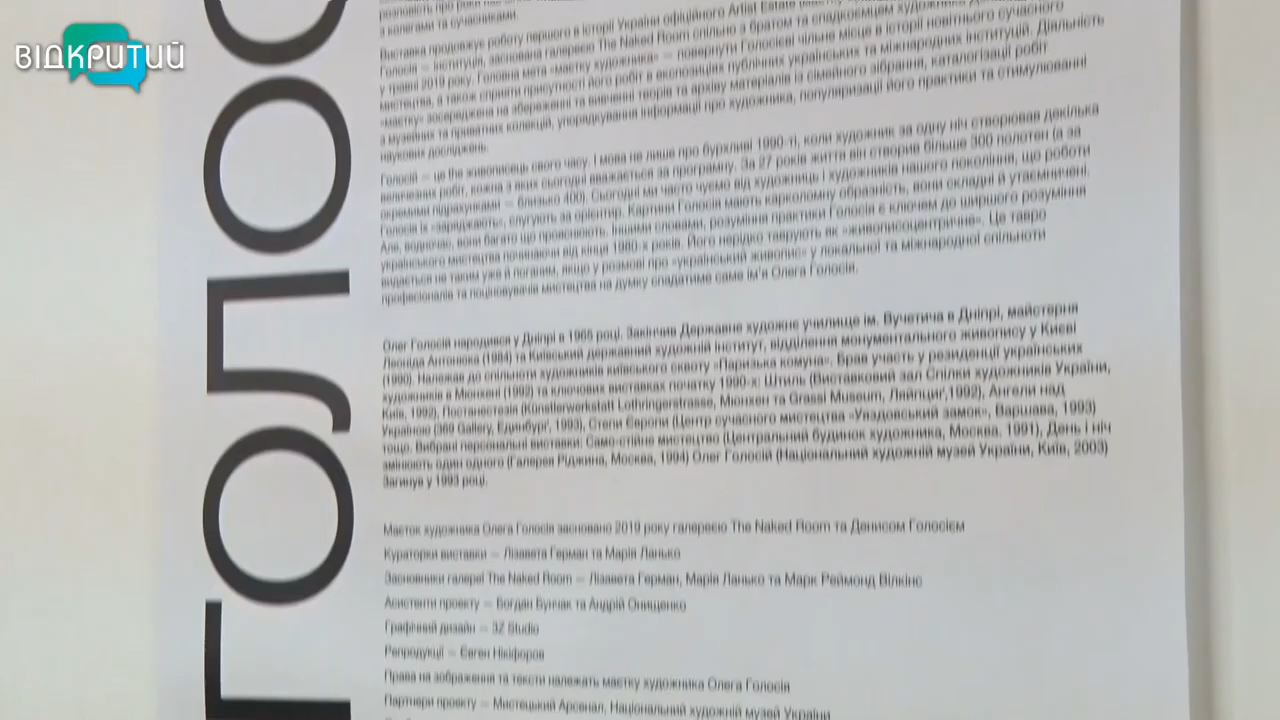 ВІДКРИТИЙ
ГОЛОС
з колегами та сучасниками.
Виставка продовжує роботу першого в історії України офіційного Artist Estate
Голосія — інституції, заснованої галереєю The Naked Room спільно з братом та спадкоємцем художника
у травні 2019 року. Головна мета «маєтку художника» — повернути Голосієві чільне місце в історії новітнього сучасного
мистецтва, а також сприяти присутності його робіт в експозиціях провідних українських та міжнародних інституцій. Діяльність
«маєтку» зосереджена на збереженні та вивченні творів та архіву матеріалів сімейного зібрання, каталогізації робіт
з музейних та приватних колекцій, упорядкування інформації про художника, популяризації його практики та стимулюванні
наукових досліджень.
Голосій — це the живописець свого часу. І мова не лише про бурхливі 1990-ті, коли художник за одну ніч створював декілька
величезних робіт, кожна з яких сьогодні вважається за програмну. За 27 років життя він створив більше 300 полотен (а за
окремими підрахунками — близько 400). Сьогодні ми часто чуємо від художниць і художників нашого покоління, що роботи
Голосія їх «заряджають», слугують за орієнтир. Картини Голосія мають карколомну образність, вони складні й утаємничені.
Але, водночас, вони багато що прояснюють. Іншими словами, розуміння практики Голосія є ключем до ширшого розуміння
українського мистецтва починаючи від кінця 1980-х років. Його нерідко таврують як «живописоцентричне». Це тавро
видається не таким уже й поганим, якщо у розмові про «український живопис» у локальної та міжнародної спільноти
професіоналів та поціновувачів мистецтва на думку спадатиме саме ім'я Олега Голосія.
Олег Голосій народився у Дніпрі в 1965 році. Закінчив Державне художнє училище ім. Вучетича в Дніпрі, майстерня
Леоніда Антонюка (1984) та Київський державний художній інститут, відділення монументального живопису у Києві
(1990). Належав до спільноти художників київського сквоту «Паризька комуна». Брав участь у резиденції українських
художників в Мюнхені (1992) та ключових виставках початку 1990-х: Штиль (Виставковий зал Спілки художників України,
Київ, 1992), Постанестезія (Künstlerwerkstatt Lothringerstrasse, Мюнхен та Grassi Museum, Ляйпциг,1992), Ангели над
Україною (369 Gallery, Единбург, 1993), Степи Європи (Центр сучасного мистецтва «Уяздовський замок», Варшава, 1993)
тощо. Вибрані персональні виставки: Само-стійне мистецтво (Центральний будинок художника, Москва, 1991), День і ніч
змінюють один одного (Галерея Ріджина, Москва, 1994) Олег Голосій (Національний художній музей України, Київ, 2003)
Загинув у 1993 році.
Маєток художника Олега Голосія засновано 2019 року галереєю The Naked Room та Денисом Голосієм
Кураторки виставки — Лізавета Герман та Марія Ланько
Засновники галереї The Naked Room — Лізавета Герман, Марія Ланько та Марк Реймонд Вілкінс
Асистенти проекту — Богдан Бунчак та Андрій Онищенко
Графічний дизайн — 3Z Studio
Репродукції — Євген Нікіфоров
Права на зображення та тексти належать маєтку художника Олега Голосія
Партнери проекту — Мистецький Арсенал, Національний художній музей України